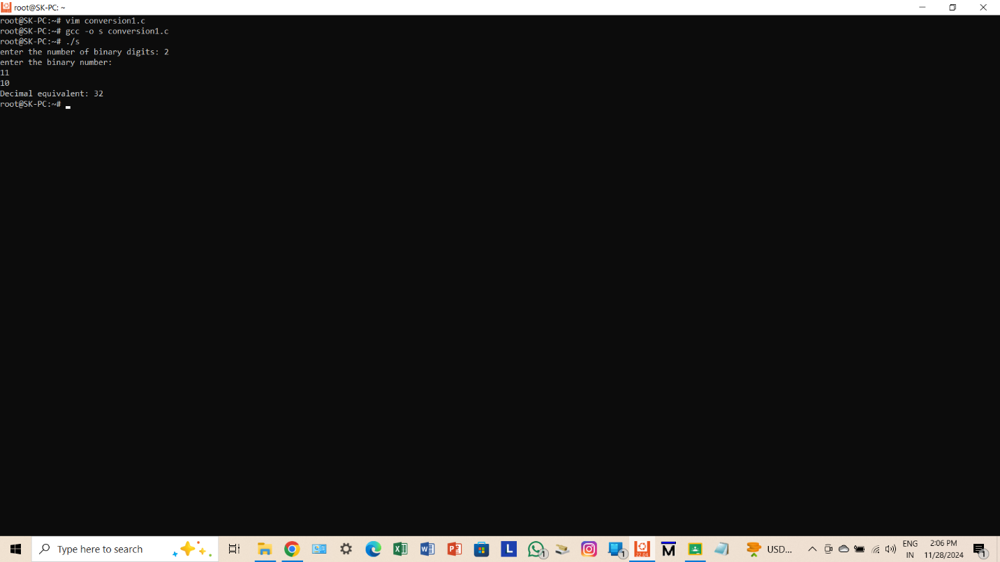 root@SK-PC: ~
root@SK-PC:~# vim conversion1.c
root@SK-PC:~# gcc -o s conversion1.c
root@SK-PC:~# ./s
enter the number of binary digits: 2
enter the binary number:
11
10
Decimal equivalent: 32
root@SK-PC:~#
Type here to search
L
1
1
22.04
M
USD...
ENG
IN
2:06 PM
11/28/2024
1